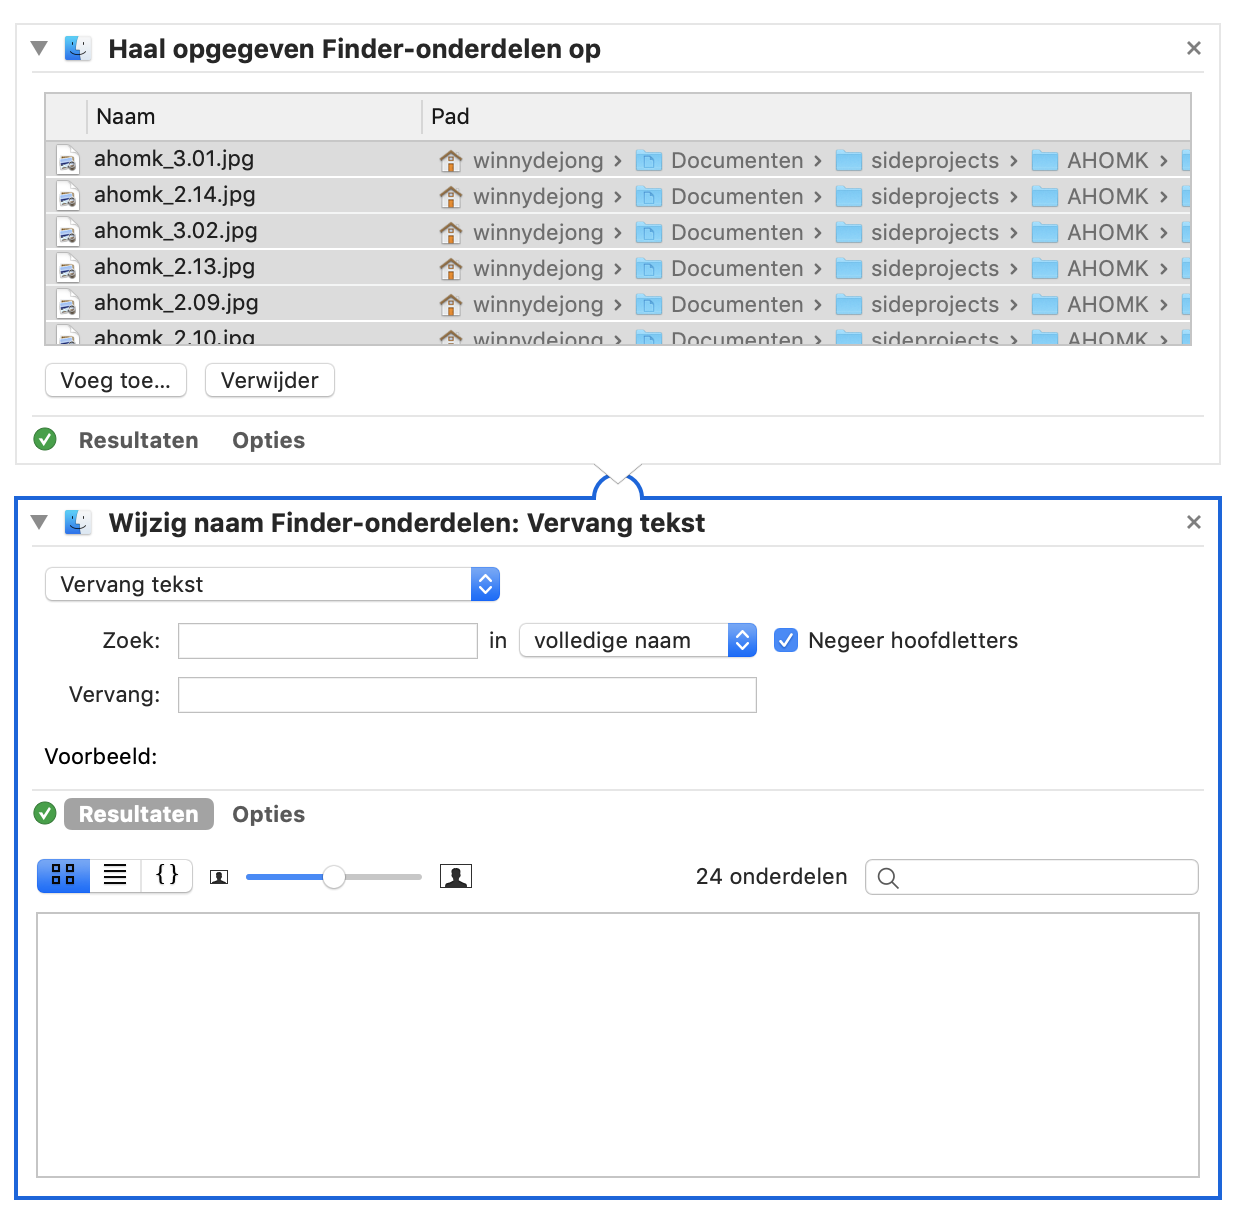 Haal opgegeven Finder-onderdelen op
Naam Pad
ahomk_3.01.jpg winnydejong › Documenten › sideprojects › AHOMK ›
ahomk_2.14.jpg winnydejong › Documenten › sideprojects › AHOMK ›
ahomk_3.02.jpg winnydejong › Documenten › sideprojects › AHOMK ›
ahomk_2.13.jpg winnydejong › Documenten › sideprojects › AHOMK ›
ahomk_2.09.jpg winnydejong › Documenten › sideprojects › AHOMK ›
ahomk_2.10.jpg winnydejong › Documenten › sideprojects › AHOMK ›
Voeg toe... Verwijder
Resultaten Opties
Wijzig naam Finder-onderdelen: Vervang tekst
Vervang tekst
Zoek: in volledige naam Negeer hoofdletters
Vervang:
Voorbeeld:
Resultaten Opties
{} 24 onderdelen